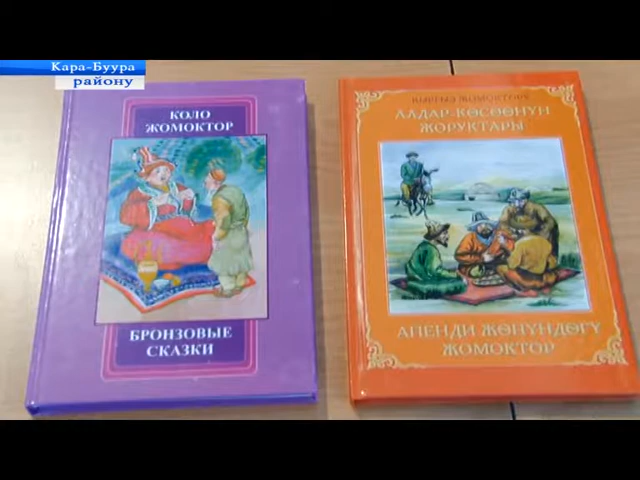 Кара-Буура
району
КОЛО
ЖОМОКТОР
БРОНЗОВЫЕ
СКАЗКИ
КЫРГЫЗ ЖОМОКТОРУ
АЛДАР-КӨСӨӨНҮН
ЖОРУКТАРЫ
АПЕНДИ ЖӨНҮНДӨГҮ
ЖОМОКТОР